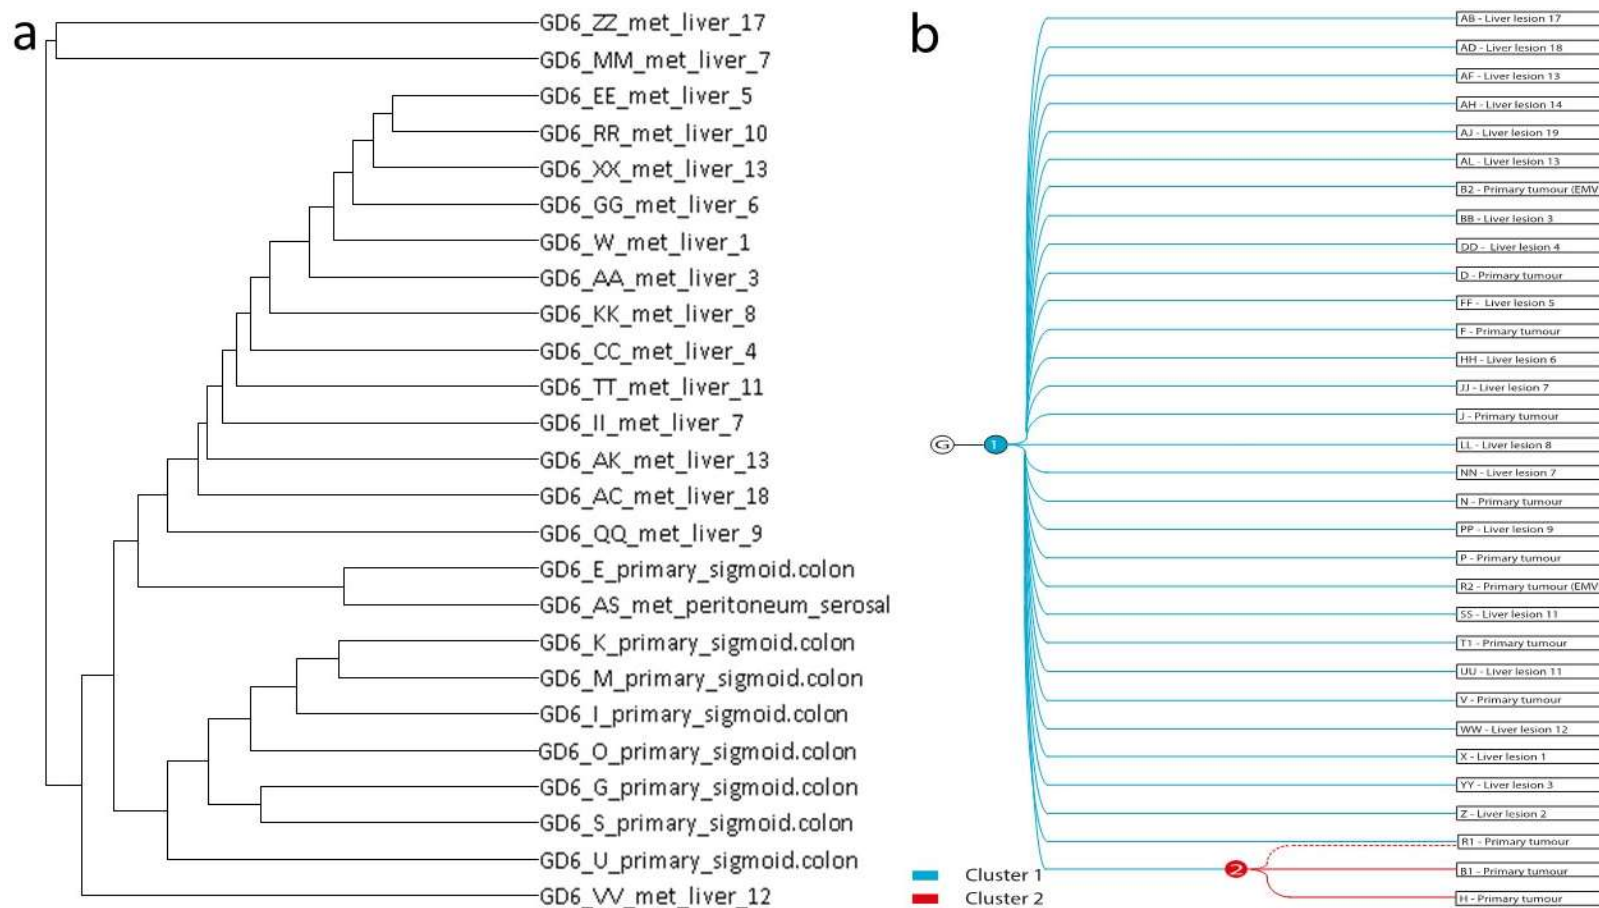 a
GD6_ZZ_met_liver_17
GD6_MM_met_liver_7
GD6_EE_met_liver_5
GD6_RR_met_liver_10
GD6_XX_met_liver_13
GD6_GG_met_liver_6
GD6_W_met_liver_1
GD6_AA_met_liver_3
GD6_KK_met_liver_8
GD6_CC_met_liver_4
GD6_TT_met_liver_11
GD6_II_met_liver_7
GD6_AK_met_liver_13
GD6_AC_met_liver_18
GD6_QQ_met_liver_9
GD6_E_primary_sigmoid.colon
GD6_AS_met_peritoneum_serosal
GD6_K_primary_sigmoid.colon
GD6_M_primary_sigmoid.colon
GD6_I_primary_sigmoid.colon
GD6_O_primary_sigmoid.colon
GD6_G_primary_sigmoid.colon
GD6_S_primary_sigmoid.colon
GD6_U_primary_sigmoid.colon
GD6_VV_met_liver_12
b
G
1
AB - Liver lesion 17
AD - Liver lesion 18
AF - Liver lesion 13
AH - Liver lesion 14
AJ - Liver lesion 19
AL - Liver lesion 13
B2 - Primary tumour (EMV
BB - Liver lesion 3
DD - Liver lesion 4
D - Primary tumour
FF - Liver lesion 5
F - Primary tumour
HH - Liver lesion 6
JJ - Liver lesion 7
J - Primary tumour
LL - Liver lesion 8
NN - Liver lesion 7
N - Primary tumour
PP - Liver lesion 9
P - Primary tumour
R2 - Primary tumour (EMV
SS - Liver lesion 11
T1 - Primary tumour
UU - Liver lesion 11
V - Primary tumour
WW - Liver lesion 12
X - Liver lesion 1
YY - Liver lesion 3
Z - Liver lesion 2
R1 - Primary tumour
2
B1 - Primary tumour
H - Primary tumour
Cluster 1
Cluster 2